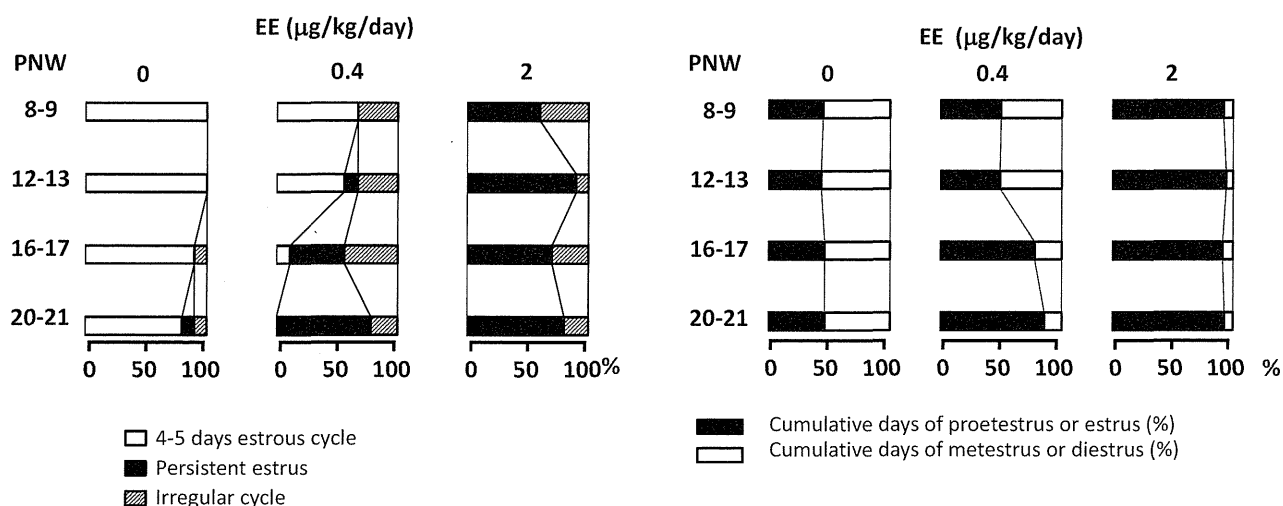 EE (μg/kg/day)
PNW
0
0.4
2
8-9
12-13
16-17
20-21
0 50 100 0 50 100 0 50 100%
4-5 days estrous cycle
Persistent estrus
Irregular cycle
EE (μg/kg/day)
PNW
0
0.4
2
8-9
12-13
16-17
20-21
0 50 100 0 50 100 0 50 100 %
Cumulative days of proetestrus or estrus (%)
Cumulative days of metestrus or diestrus (%)